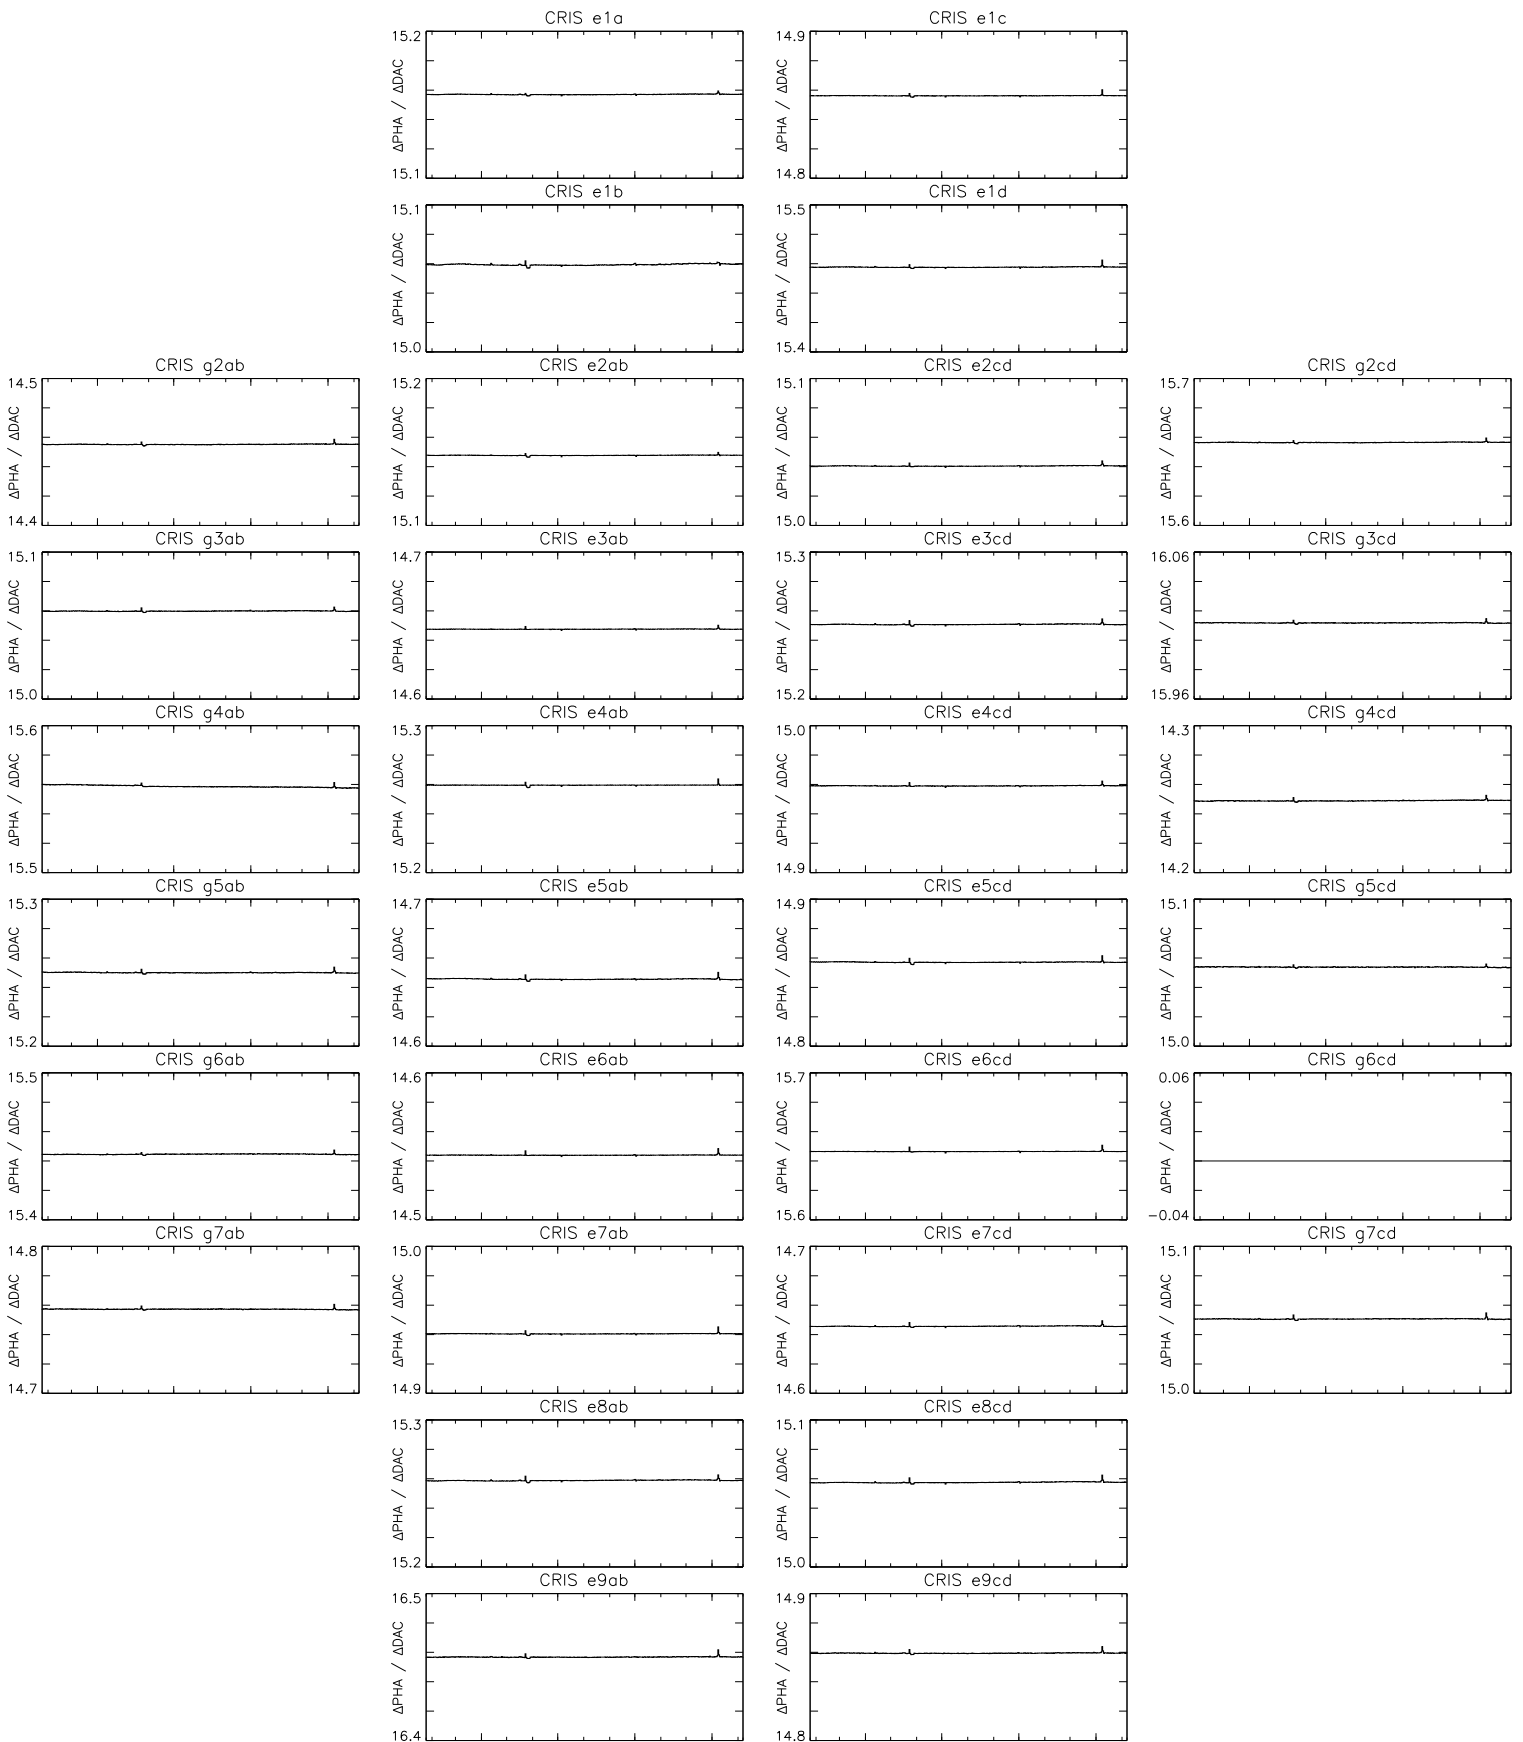 CRIS e1a
15.2
ΔPHA / ΔDAC
15.1
CRIS e1c
14.9
ΔPHA / ΔDAC
14.8
CRIS e1b
15.1
ΔPHA / ΔDAC
15.0
CRIS e1d
15.5
ΔPHA / ΔDAC
15.4
CRIS g2ab
14.5
ΔPHA / ΔDAC
14.4
CRIS e2ab
15.2
ΔPHA / ΔDAC
15.1
CRIS e2cd
15.1
ΔPHA / ΔDAC
15.0
CRIS g2cd
15.7
ΔPHA / ΔDAC
15.6
CRIS g3ab
15.1
ΔPHA / ΔDAC
15.0
CRIS e3ab
14.7
ΔPHA / ΔDAC
14.6
CRIS e3cd
15.3
ΔPHA / ΔDAC
15.2
CRIS g3cd
16.06
ΔPHA / ΔDAC
15.96
CRIS g4ab
15.6
ΔPHA / ΔDAC
15.5
CRIS e4ab
15.3
ΔPHA / ΔDAC
15.2
CRIS e4cd
15.0
ΔPHA / ΔDAC
14.9
CRIS g4cd
14.3
ΔPHA / ΔDAC
14.2
CRIS g5ab
15.3
ΔPHA / ΔDAC
15.2
CRIS e5ab
14.7
ΔPHA / ΔDAC
14.6
CRIS e5cd
14.9
ΔPHA / ΔDAC
14.8
CRIS g5cd
15.1
ΔPHA / ΔDAC
15.0
CRIS g6ab
15.5
ΔPHA / ΔDAC
15.4
CRIS e6ab
14.6
ΔPHA / ΔDAC
14.5
CRIS e6cd
15.7
ΔPHA / ΔDAC
15.6
CRIS g6cd
0.06
ΔPHA / ΔDAC
−0.04
CRIS g7ab
14.8
ΔPHA / ΔDAC
14.7
CRIS e7ab
15.0
ΔPHA / ΔDAC
14.9
CRIS e7cd
14.7
ΔPHA / ΔDAC
14.6
CRIS g7cd
15.1
ΔPHA / ΔDAC
15.0
CRIS e8ab
15.3
ΔPHA / ΔDAC
15.2
CRIS e8cd
15.1
ΔPHA / ΔDAC
15.0
CRIS e9ab
16.5
ΔPHA / ΔDAC
16.4
CRIS e9cd
14.9
ΔPHA / ΔDAC
14.8